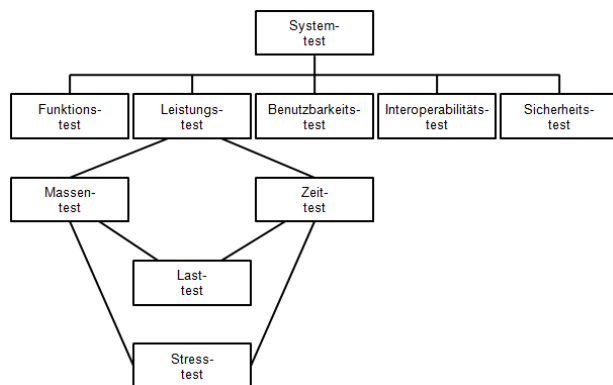 System-
test
Funktions-
test
Leistungs-
test
Benutzbarkeits-
test
Interoperabilitäts-
test
Sicherheits-
test
Massen-
test
Zeit-
test
Last-
test
Stress-
test